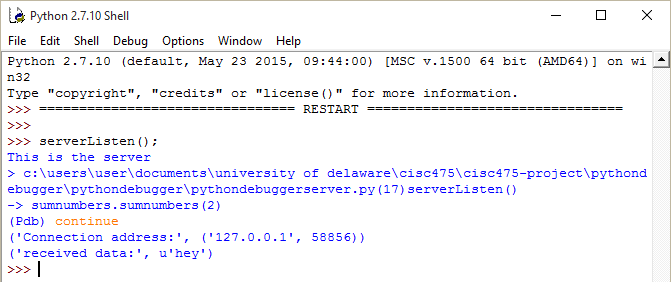 Python 2.7.10 Shell
File Edit Shell Debug Options Window Help
Python 2.7.10 (default, May 23 2015, 09:44:00) [MSC v.1500 64 bit (AMD64)] on wi
n32
Type "copyright", "credits" or "license()" for more information.
>>> ================================ RESTART ================================
>>>
>>> serverListen();
This is the server
> c:\users\user\documents\university of delaware\cisc475\cisc475-project\pythond
ebugger\pythondebugger\pythondebuggerserver.py(17)serverListen()
-> sumnumbers.sumnumbers(2)
(Pdb) continue
('Connection address:', ('127.0.0.1', 58856))
('received data:', u'hey')
>>>